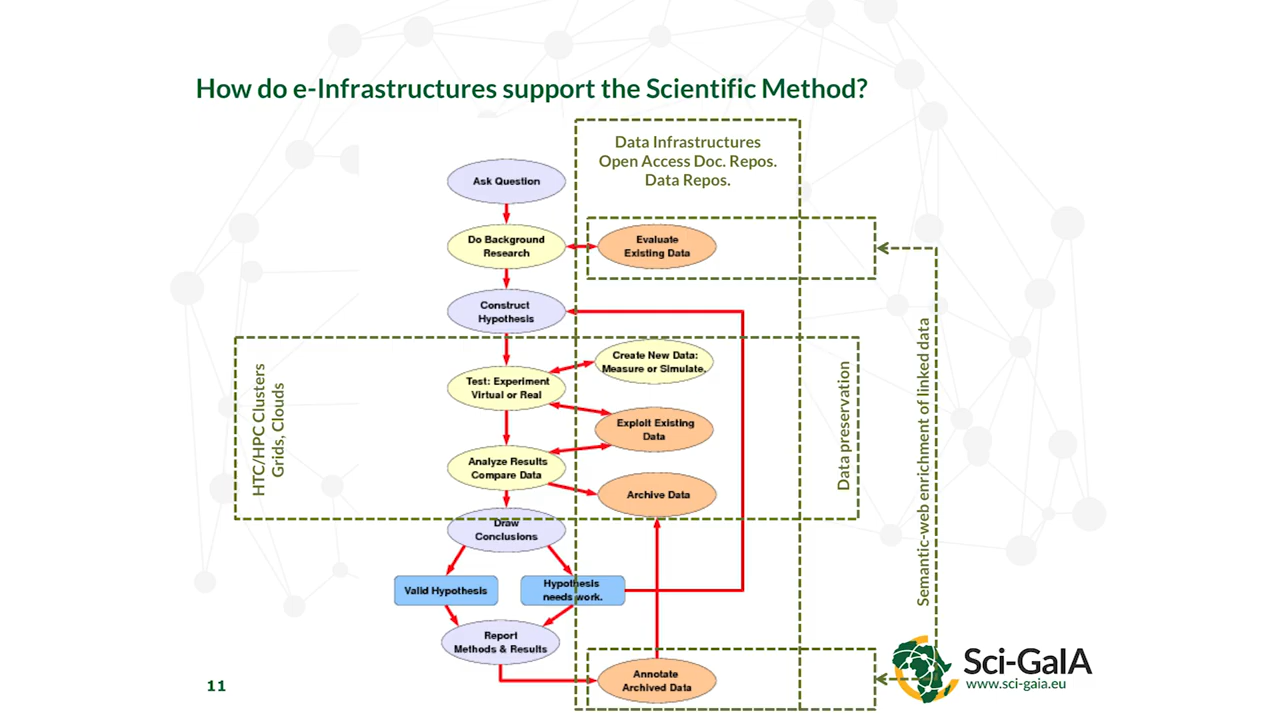 How do e-Infrastructures support the Scientific Method?
Data Infrastructures
Open Access Doc. Repos.
Data Repos.
Ask Question
Do Background
Research
Evaluate
Existing Data
Construct
Hypothesis
HTC/HPC Clusters
Grids, Clouds
Create New Data:
Measure or Simulate.
Test: Experiment
Virtual or Real
Exploit Existing
Data
Analyze Results
Compare Data
Archive Data
Data preservation
Semantic-web enrichment of linked data
Draw
Conclusions
Valid Hypothesis
Hypothesis
needs work.
Report
Methods & Results
Annotate
Archived Data
Sci-GaIA
www.sci-gaia.eu
11